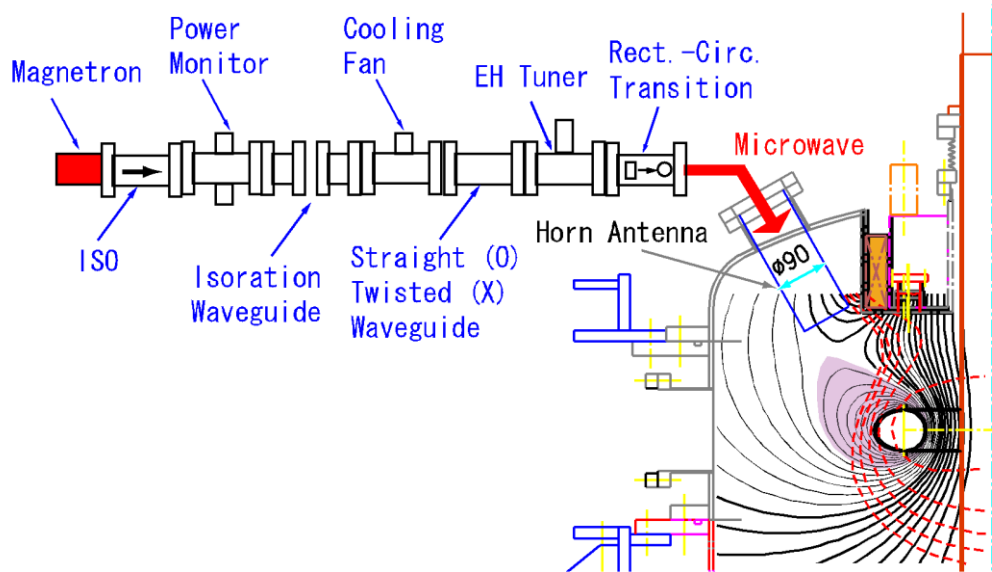 Magnetron
Power
Monitor
Cooling
Fan
EH Tuner
Rect.-Circ.
Transition
Microwave
ISO
Isoration
Waveguide
Straight (O)
Twisted (X)
Waveguide
Horn Antenna
ø90
X